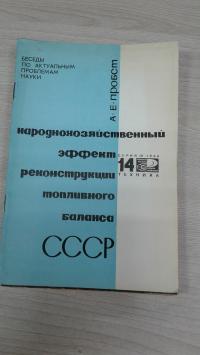 БЕСЕДЫ
ПО АКТУАЛЬНЫМ
ПРОБЛЕМАМ
НАУКИ
А·Е·ПРОБСТ
народнохозяйственный
эффект
реконструкции
топливного
баланса
СССР
14
ТЕХНИКА